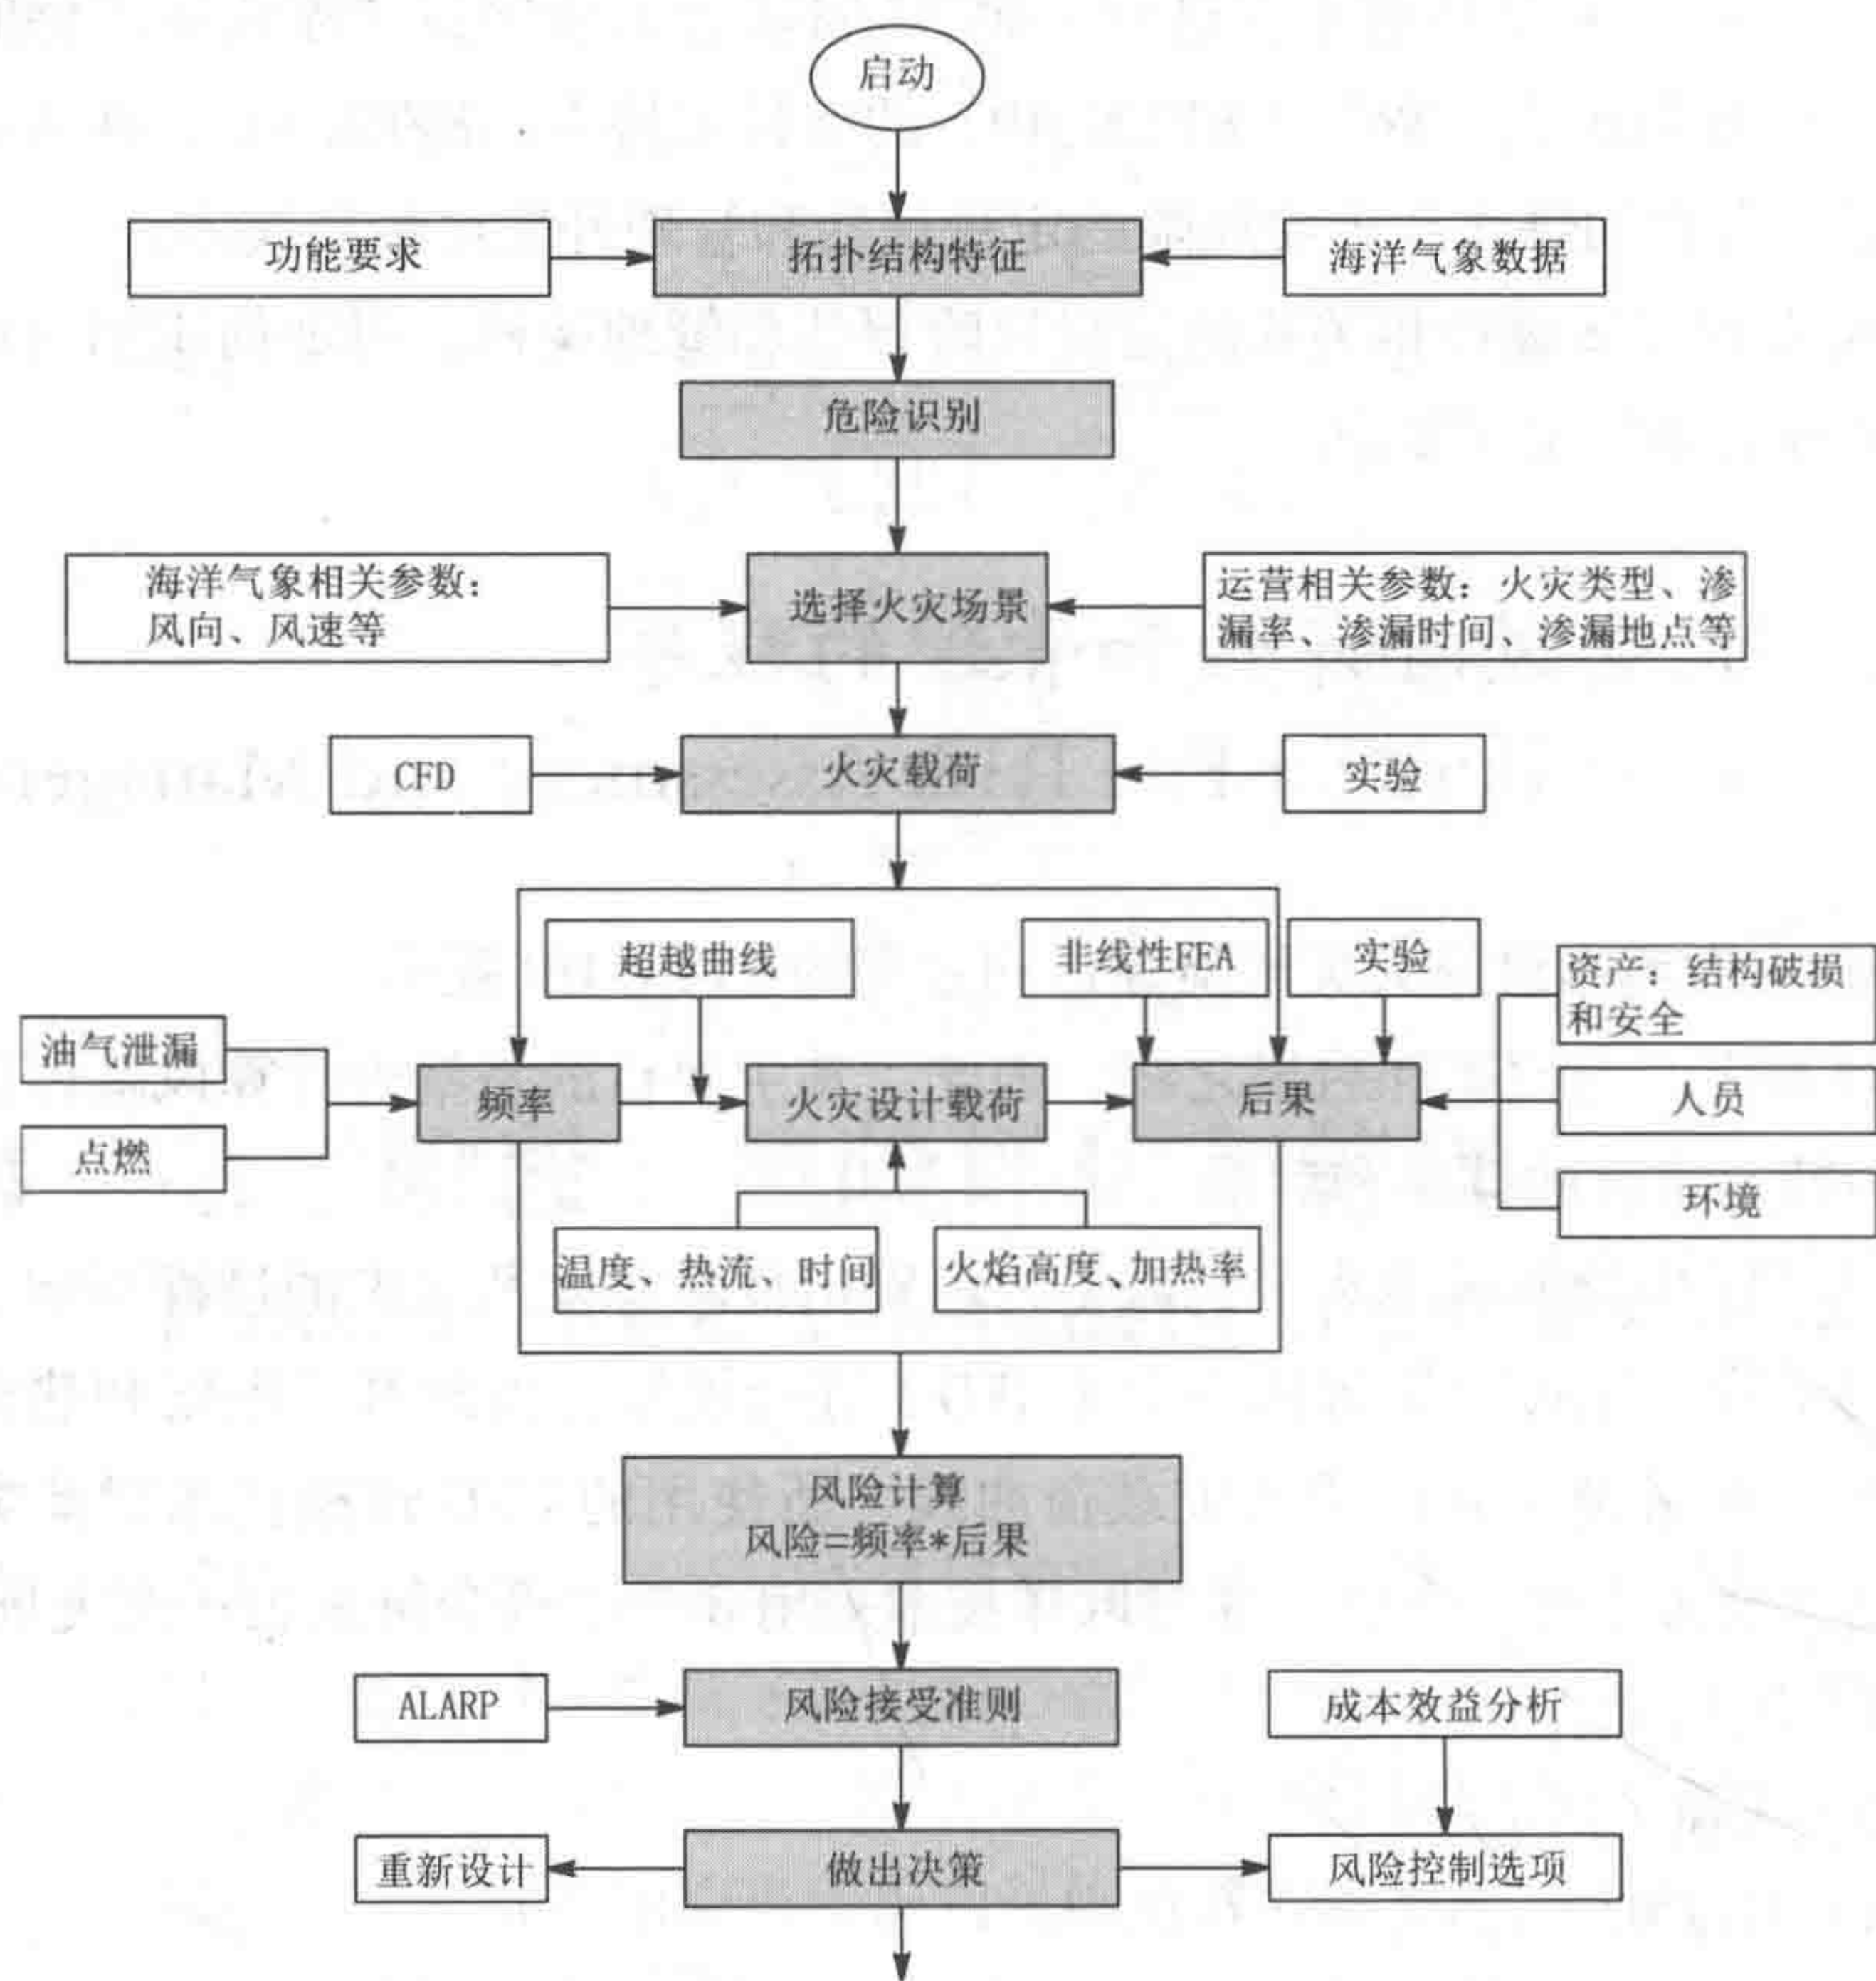 启动
功能要求
拓扑结构特征
海洋气象数据
危险识别
海洋气象相关参数：
风向、风速等
选择火灾场景
运营相关参数：火灾类型、渗
漏率、渗漏时间、渗漏地点等
CFD
火灾载荷
实验
超越曲线
非线性FEA
实验
资产：结构破损
和安全
油气泄漏
点燃
频率
火灾设计载荷
后果
人员
环境
温度、热流、时间
火焰高度、加热率
风险计算
风险=频率*后果
ALARP
风险接受准则
成本效益分析
重新设计
做出决策
风险控制选项